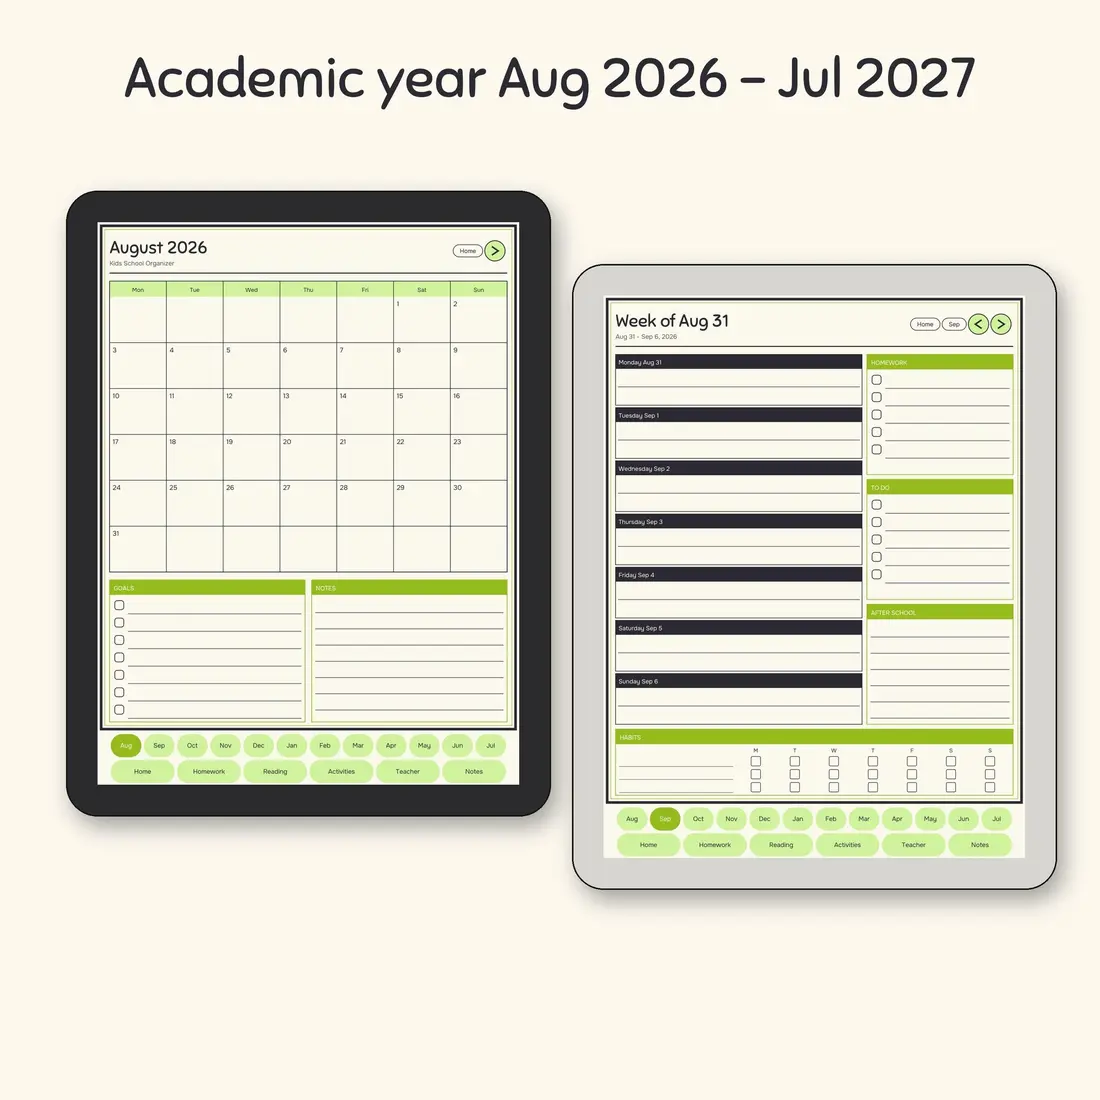 Academic year Aug 2026 – Jul 2027
August 2026
Kids School Organizer
Home >
Mon Tue Wed Thu Fri Sat Sun
1 2
3 4 5 6 7 8 9
10 11 12 13 14 15 16
17 18 19 20 21 22 23
24 25 26 27 28 29 30
31
GOALS
NOTES
Aug Sep Oct Nov Dec Jan Feb Mar Apr May Jun Jul
Home Homework Reading Activities Teacher Notes
Week of Aug 31
Aug 31 - Sep 6, 2026
Home Sep < >
Monday Aug 31
Tuesday Sep 1
Wednesday Sep 2
Thursday Sep 3
Friday Sep 4
Saturday Sep 5
Sunday Sep 6
HOMEWORK
TO DO
AFTER SCHOOL
HABITS
M T W T F S S
Aug Sep Oct Nov Dec Jan Feb Mar Apr May Jun Jul
Home Homework Reading Activities Teacher Notes